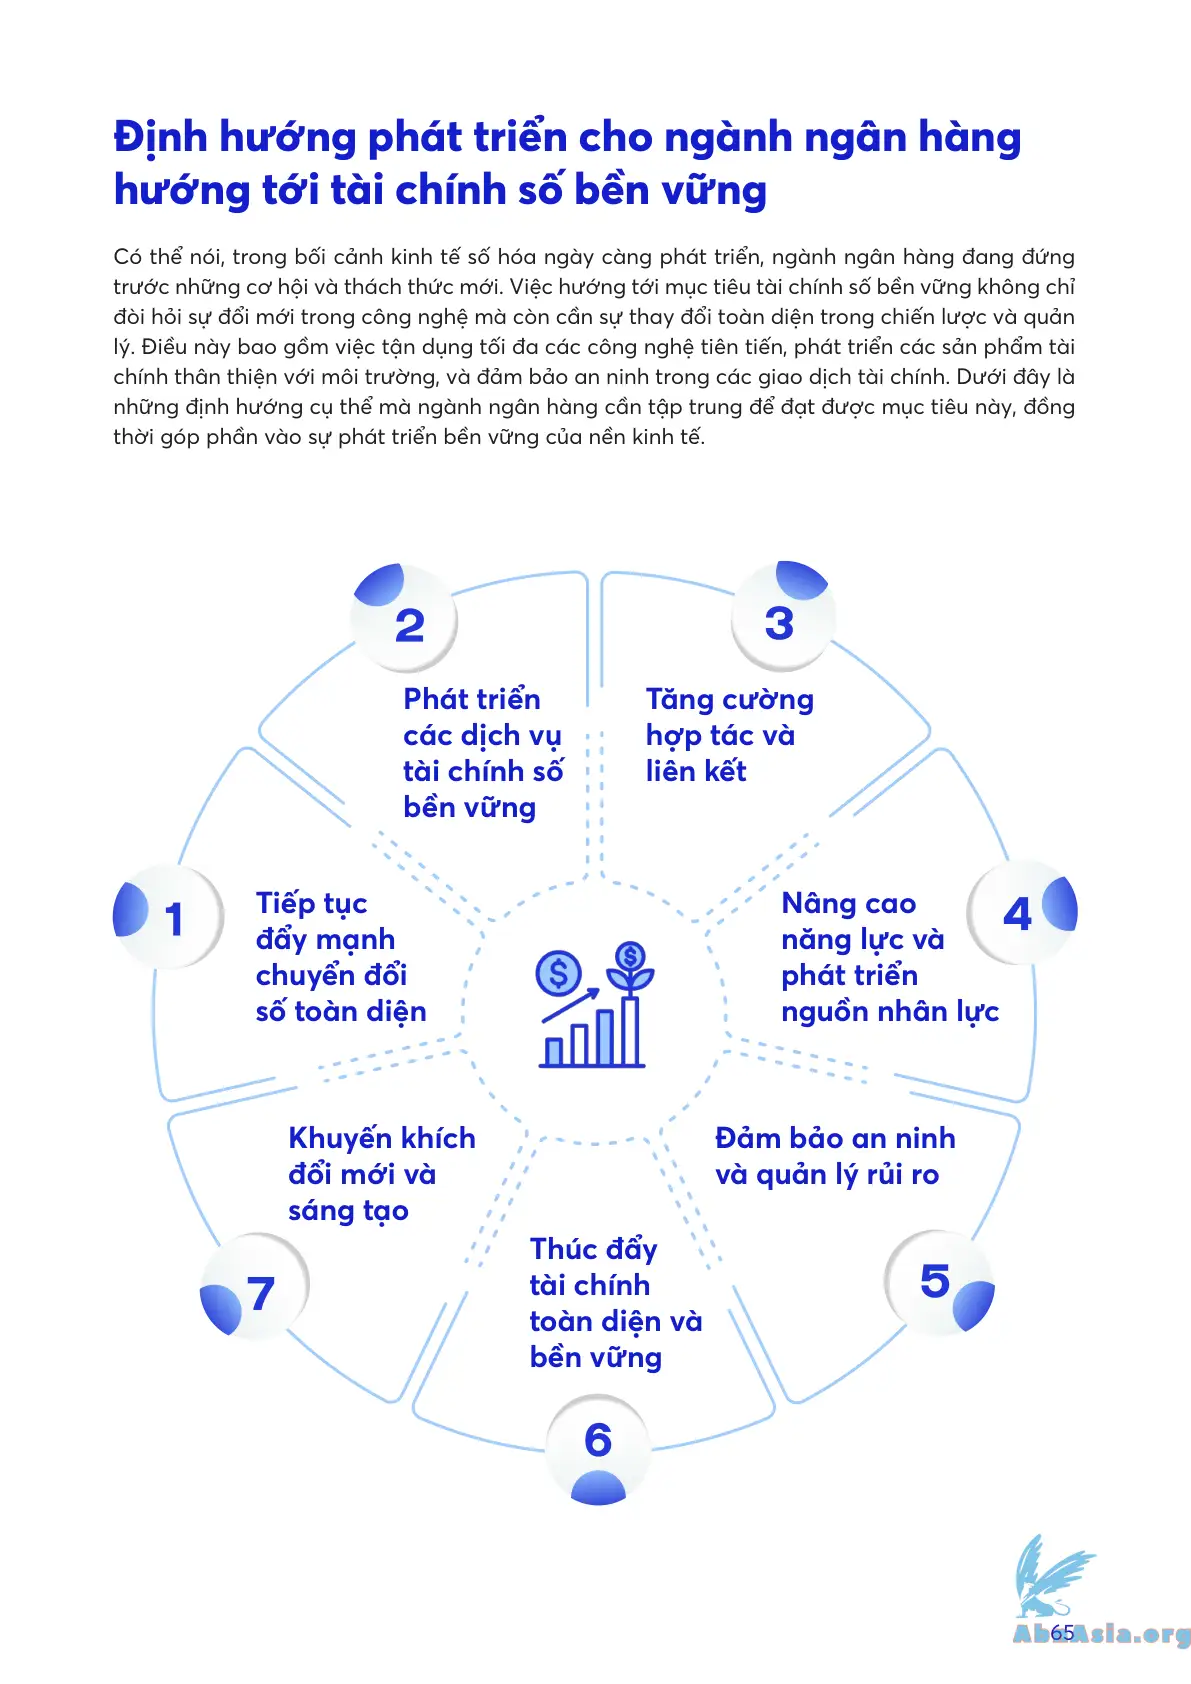 Định hướng phát triển cho ngành ngân hàng
hướng tới tài chính số bền vững
Có thể nói, trong bối cảnh kinh tế số hóa ngày càng phát triển, ngành ngân hàng đang đứng
trước những cơ hội và thách thức mới. Việc hướng tới mục tiêu tài chính số bền vững không chỉ
đòi hỏi sự đổi mới trong công nghệ mà còn cần sự thay đổi toàn diện trong chiến lược và quản
lý. Điều này bao gồm việc tận dụng tối đa các công nghệ tiên tiến, phát triển các sản phẩm tài
chính thân thiện với môi trường, và đảm bảo an ninh trong các giao dịch tài chính. Dưới đây là
những định hướng cụ thể mà ngành ngân hàng cần tập trung để đạt được mục tiêu này, đồng
thời góp phần vào sự phát triển bền vững của nền kinh tế.
1
Tiếp tục
đẩy mạnh
chuyển đổi
số toàn diện
2
Phát triển
các dịch vụ
tài chính số
bền vững
3
Tăng cường
hợp tác và
liên kết
4
Nâng cao
năng lực và
phát triển
nguồn nhân lực
5
Đảm bảo an ninh
và quản lý rủi ro
6
Thúc đẩy
tài chính
toàn diện và
bền vững
7
Khuyến khích
đổi mới và
sáng tạo
$
$
65
AbaAsia.org